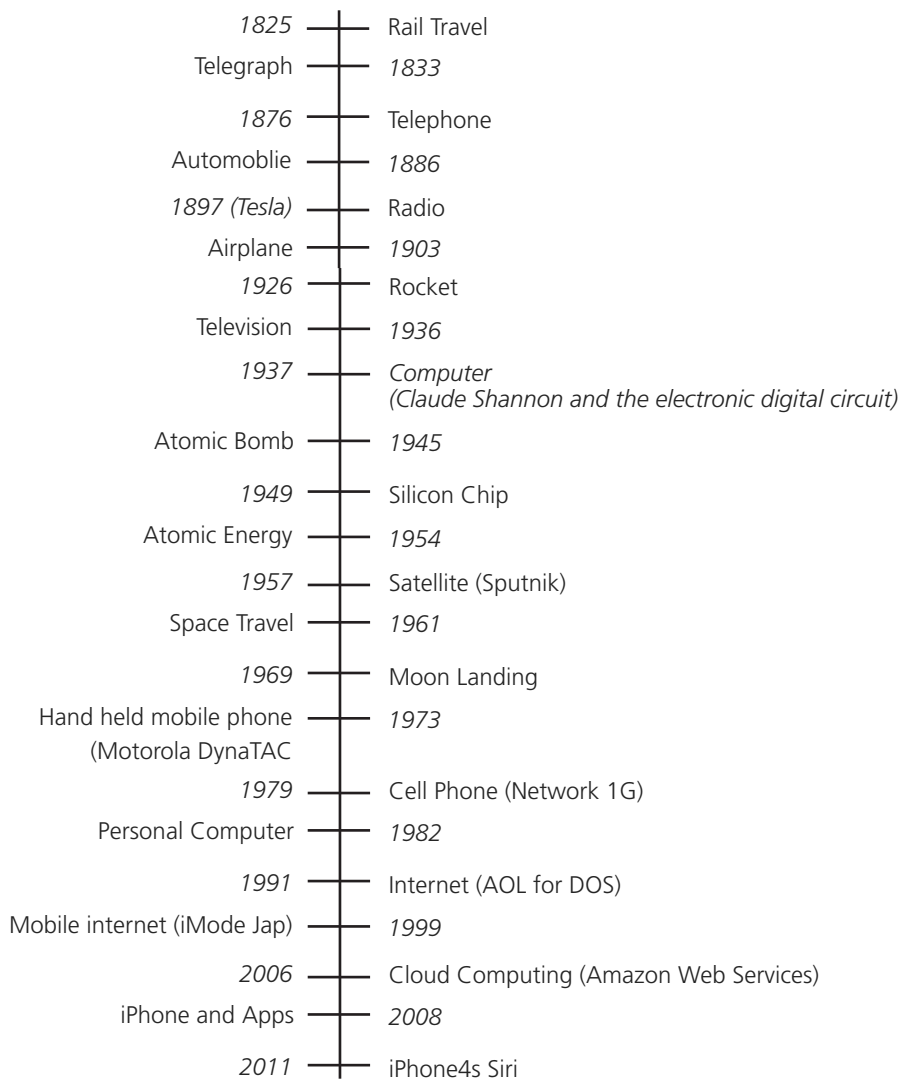 1825 Rail Travel
Telegraph 1833
1876 Telephone
Automoblie 1886
1897 (Tesla) Radio
Airplane 1903
1926 Rocket
Television 1936
1937 Computer
(Claude Shannon and the electronic digital circuit)
Atomic Bomb 1945
1949 Silicon Chip
Atomic Energy 1954
1957 Satellite (Sputnik)
Space Travel 1961
1969 Moon Landing
Hand held mobile phone 1973
(Motorola DynaTAC
1979 Cell Phone (Network 1G)
Personal Computer 1982
1991 Internet (AOL for DOS)
Mobile internet (iMode Jap) 1999
2006 Cloud Computing (Amazon Web Services)
iPhone and Apps 2008
2011 iPhone4s Siri